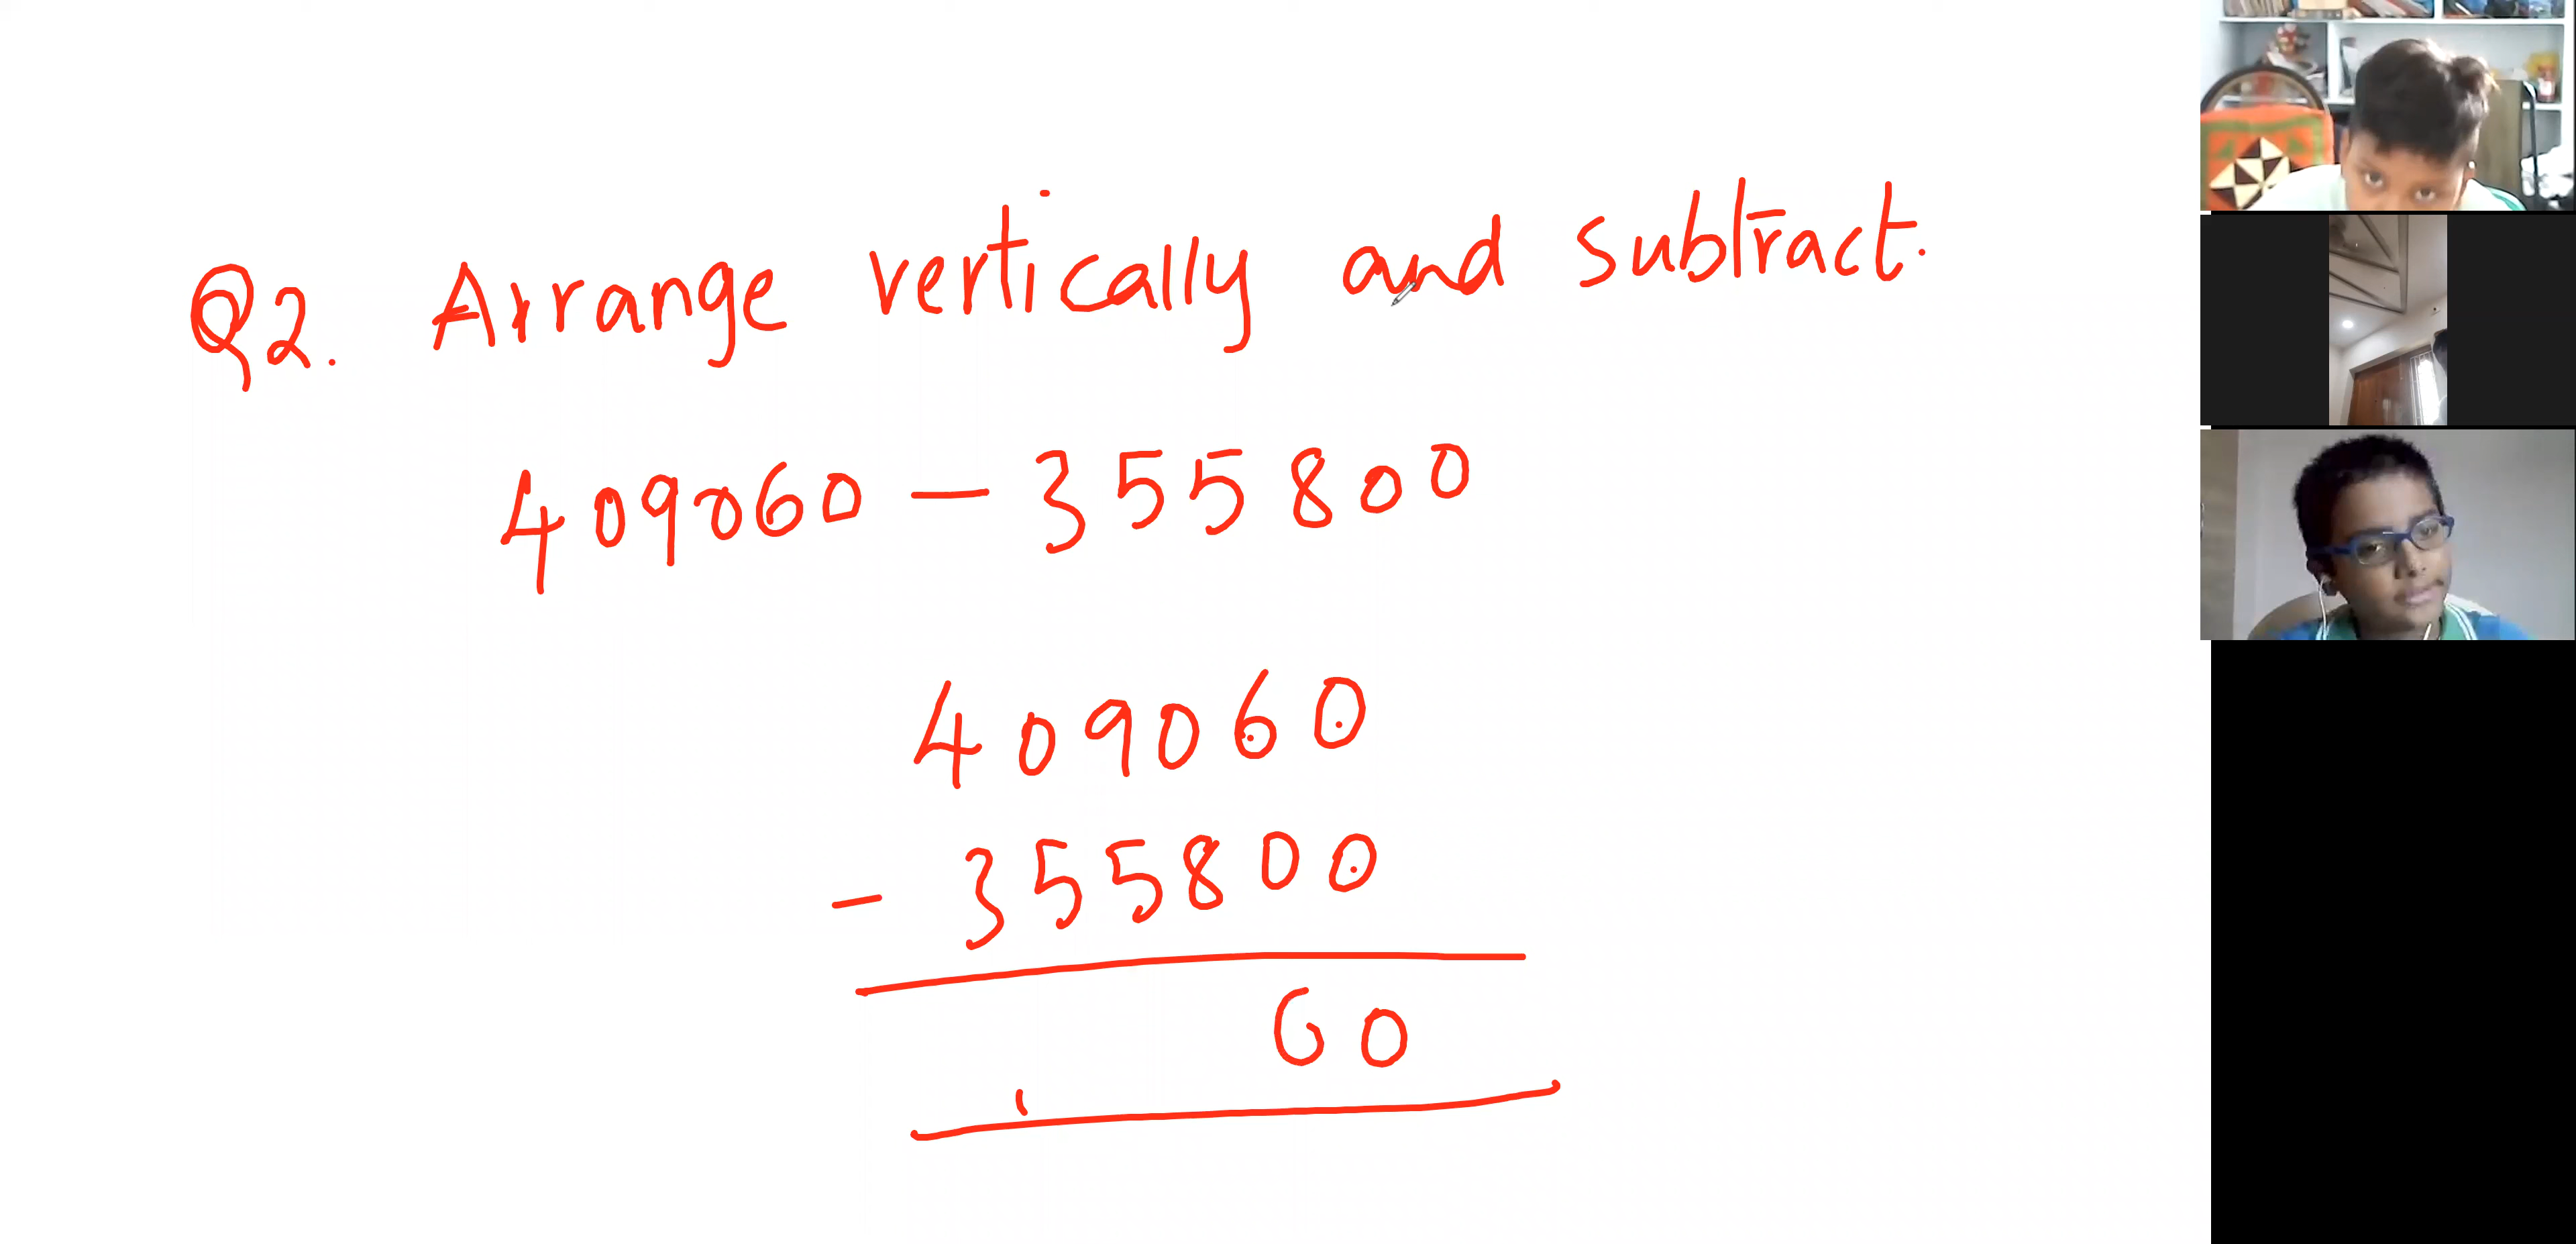 Q2. Arrange vertically and subtract.
409060 — 355800
409060
- 355800
60